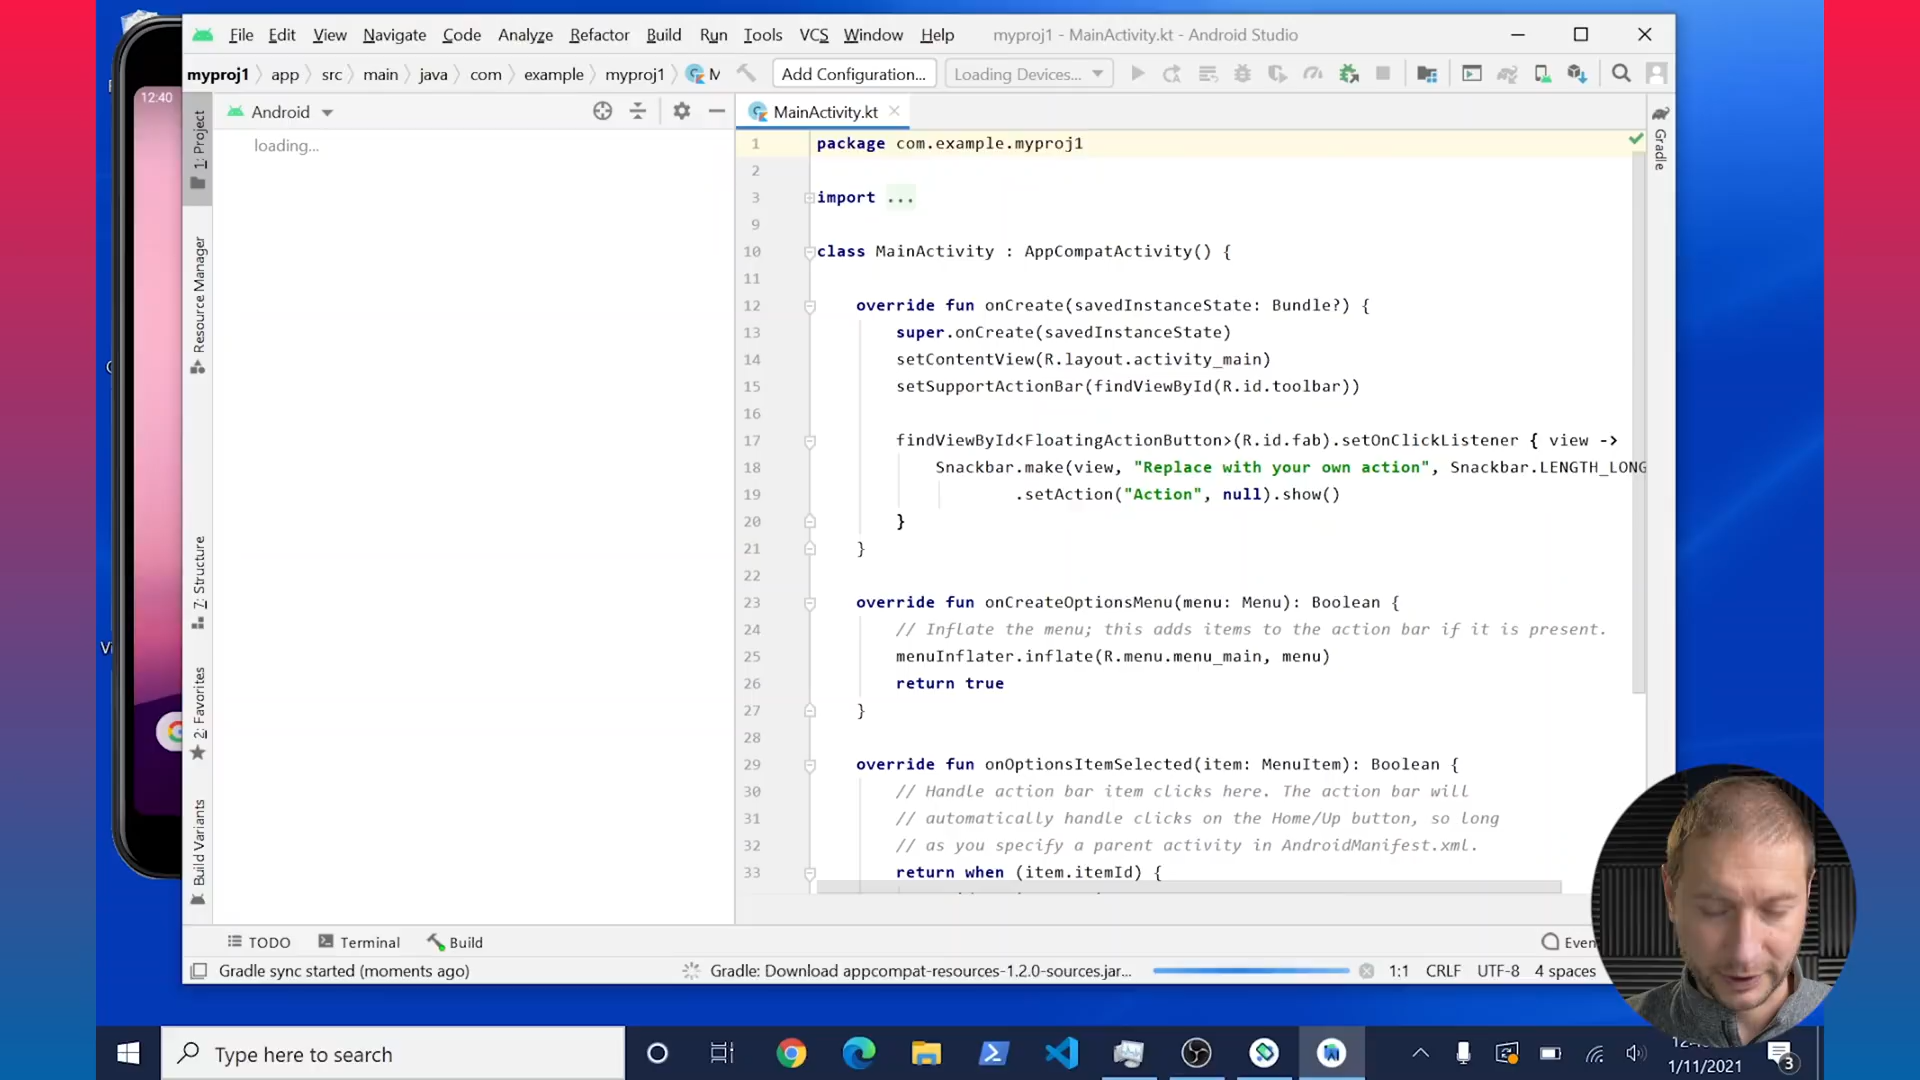 File Edit View Navigate Code Analyze Refactor Build Run Tools VCS Window Help myproj1 - MainActivity.kt - Android Studio
myproj1 app src main java com example myproj1 M Add Configuration... Loading Devices...
12:40
Android
MainActivity.kt
loading...
1: Project
Resource Manager
7: Structure
2: Favorites
Build Variants
Gradle
1 package com.example.myproj1
2
3 import ...
9
10 class MainActivity : AppCompatActivity() {
11
12 override fun onCreate(savedInstanceState: Bundle?) {
13 super.onCreate(savedInstanceState)
14 setContentView(R.layout.activity_main)
15 setSupportActionBar(findViewById(R.id.toolbar))
16
17 findViewById<FloatingActionButton>(R.id.fab).setOnClickListener { view ->
18 Snackbar.make(view, "Replace with your own action", Snackbar.LENGTH_LONG
19 .setAction("Action", null).show()
20 }
21 }
22
23 override fun onCreateOptionsMenu(menu: Menu): Boolean {
24 // Inflate the menu; this adds items to the action bar if it is present.
25 menuInflater.inflate(R.menu.menu_main, menu)
26 return true
27 }
28
29 override fun onOptionsItemSelected(item: MenuItem): Boolean {
30 // Handle action bar item clicks here. The action bar will
31 // automatically handle clicks on the Home/Up button, so long
32 // as you specify a parent activity in AndroidManifest.xml.
33 return when (item.itemId) {
TODO Terminal Build Even
Gradle sync started (moments ago) Gradle: Download appcompat-resources-1.2.0-sources.jar... 1:1 CRLF UTF-8 4 spaces
Type here to search
1/11/2021
3